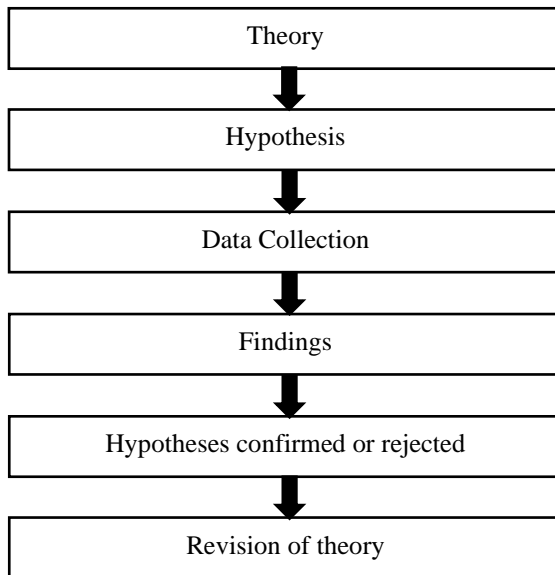 Theory
Hypothesis
Data Collection
Findings
Hypotheses confirmed or rejected
Revision of theory